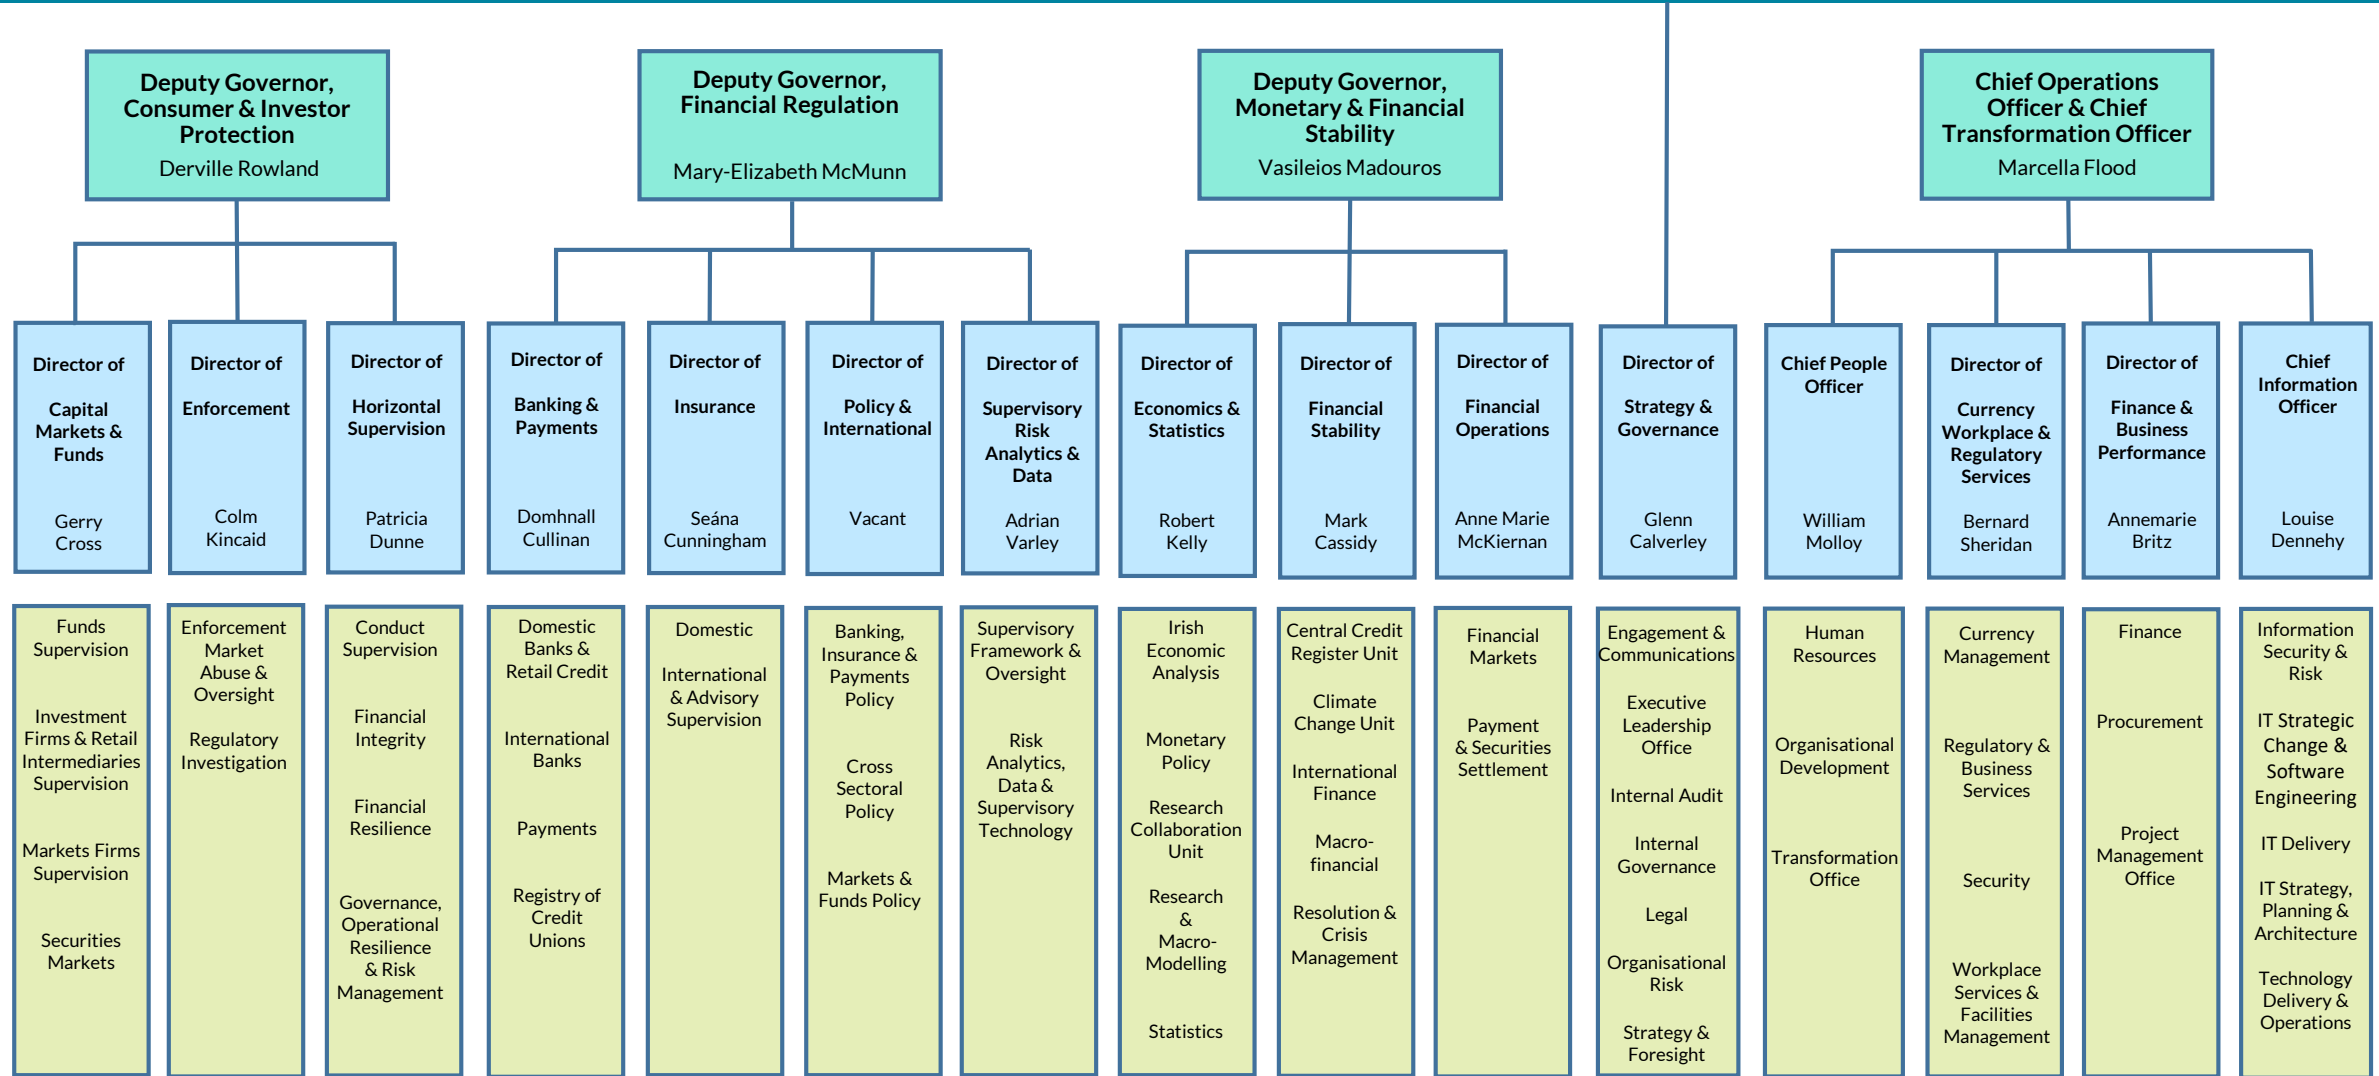 Deputy Governor,
Consumer & Investor
Protection
Derville Rowland
Deputy Governor,
Financial Regulation
Mary-Elizabeth McMunn
Deputy Governor,
Monetary & Financial
Stability
Vasileios Madouros
Chief Operations
Officer & Chief
Transformation Officer
Marcella Flood
Director of
Capital
Markets &
Funds
Gerry
Cross
Director of
Enforcement
Colm
Kincaid
Director of
Horizontal
Supervision
Patricia
Dunne
Director of
Banking &
Payments
Domhnall
Cullinan
Director of
Insurance
Seána
Cunningham
Director of
Policy &
International
Vacant
Director of
Supervisory
Risk
Analytics &
Data
Adrian
Varley
Director of
Economics &
Statistics
Robert
Kelly
Director of
Financial
Stability
Mark
Cassidy
Director of
Financial
Operations
Anne Marie
McKiernan
Director of
Strategy &
Governance
Glenn
Calverley
Chief People
Officer
William
Molloy
Director of
Currency
Workplace &
Regulatory
Services
Bernard
Sheridan
Director of
Finance &
Business
Performance
Annemarie
Britz
Chief
Information
Officer
Louise
Dennehy
Funds
Supervision
Investment
Firms & Retail
Intermediaries
Supervision
Markets Firms
Supervision
Securities
Markets
Enforcement
Market
Abuse &
Oversight
Regulatory
Investigation
Conduct
Supervision
Financial
Integrity
Financial
Resilience
Governance,
Operational
Resilience
& Risk
Management
Domestic
Banks &
Retail Credit
International
Banks
Payments
Registry of
Credit
Unions
Domestic
International
& Advisory
Supervision
Banking,
Insurance &
Payments
Policy
Cross
Sectoral
Policy
Markets &
Funds Policy
Supervisory
Framework &
Oversight
Risk
Analytics,
Data &
Supervisory
Technology
Irish
Economic
Analysis
Monetary
Policy
Research
Collaboration
Unit
Research
&
Macro-
Modelling
Statistics
Central Credit
Register Unit
Climate
Change Unit
International
Finance
Macro-
financial
Resolution &
Crisis
Management
Financial
Markets
Payment
& Securities
Settlement
Engagement &
Communications
Executive
Leadership
Office
Internal Audit
Internal
Governance
Legal
Organisational
Risk
Strategy &
Foresight
Human
Resources
Organisational
Development
Transformation
Office
Currency
Management
Regulatory &
Business
Services
Security
Workplace
Services &
Facilities
Management
Finance
Procurement
Project
Management
Office
Information
Security &
Risk
IT Strategic
Change &
Software
Engineering
IT Delivery
IT Strategy,
Planning &
Architecture
Technology
Delivery &
Operations